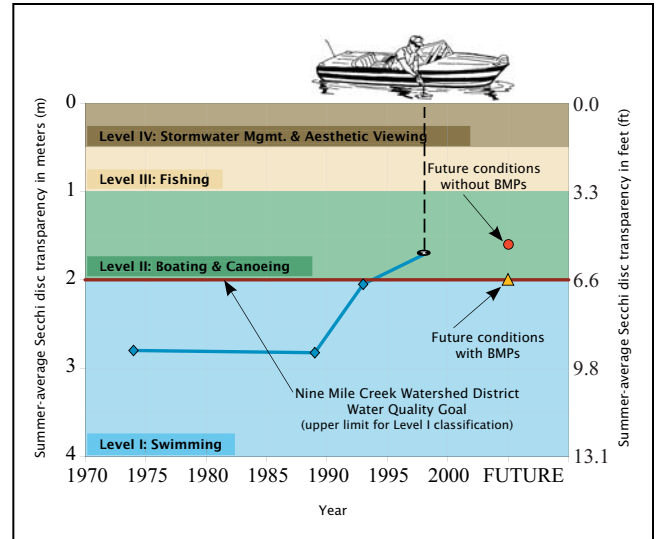 Summer-average Secchi disc transparency in meters (m)
0
1
2
3
4
Level IV: Stormwater Mgmt. & Aesthetic Viewing
Level III: Fishing
Future conditions
without BMPs
Level II: Boating & Canoeing
Future conditions
with BMPs
Nine Mile Creek Watershed District
Water Quality Goal
(upper limit for Level I classification)
Level I: Swimming
0.0
3.3
6.6
9.8
13.1
Summer-average Secchi disc transparency in feet (ft)
1970 1975 1980 1985 1990 1995 2000 FUTURE
Year